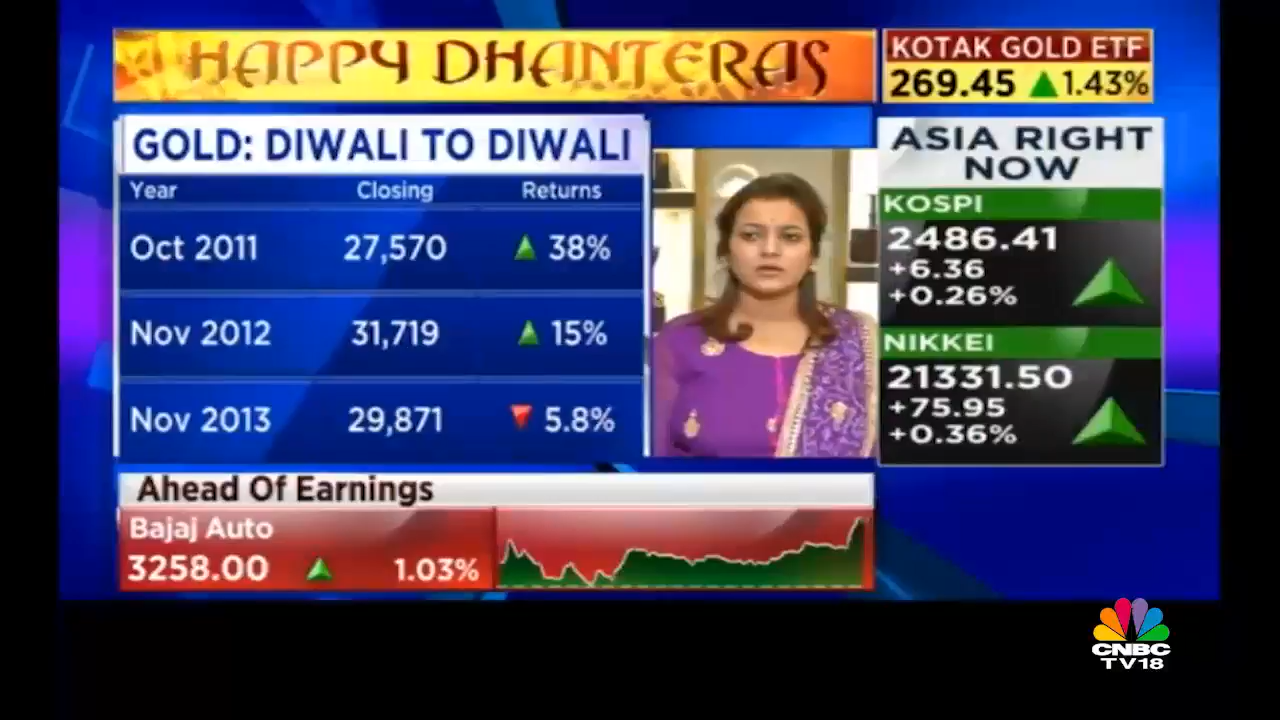 HAPPY DHANTERAS
KOTAK GOLD ETF
269.45 1.43%
GOLD: DIWALI TO DIWALI
Year Closing Returns
Oct 2011 27,570 38%
Nov 2012 31,719 15%
Nov 2013 29,871 5.8%
ASIA RIGHT
NOW
KOSPI
2486.41
+6.36
+0.26%
NIKKEI
21331.50
+75.95
+0.36%
Ahead Of Earnings
Bajaj Auto
3258.00 1.03%
CNBC
TV18